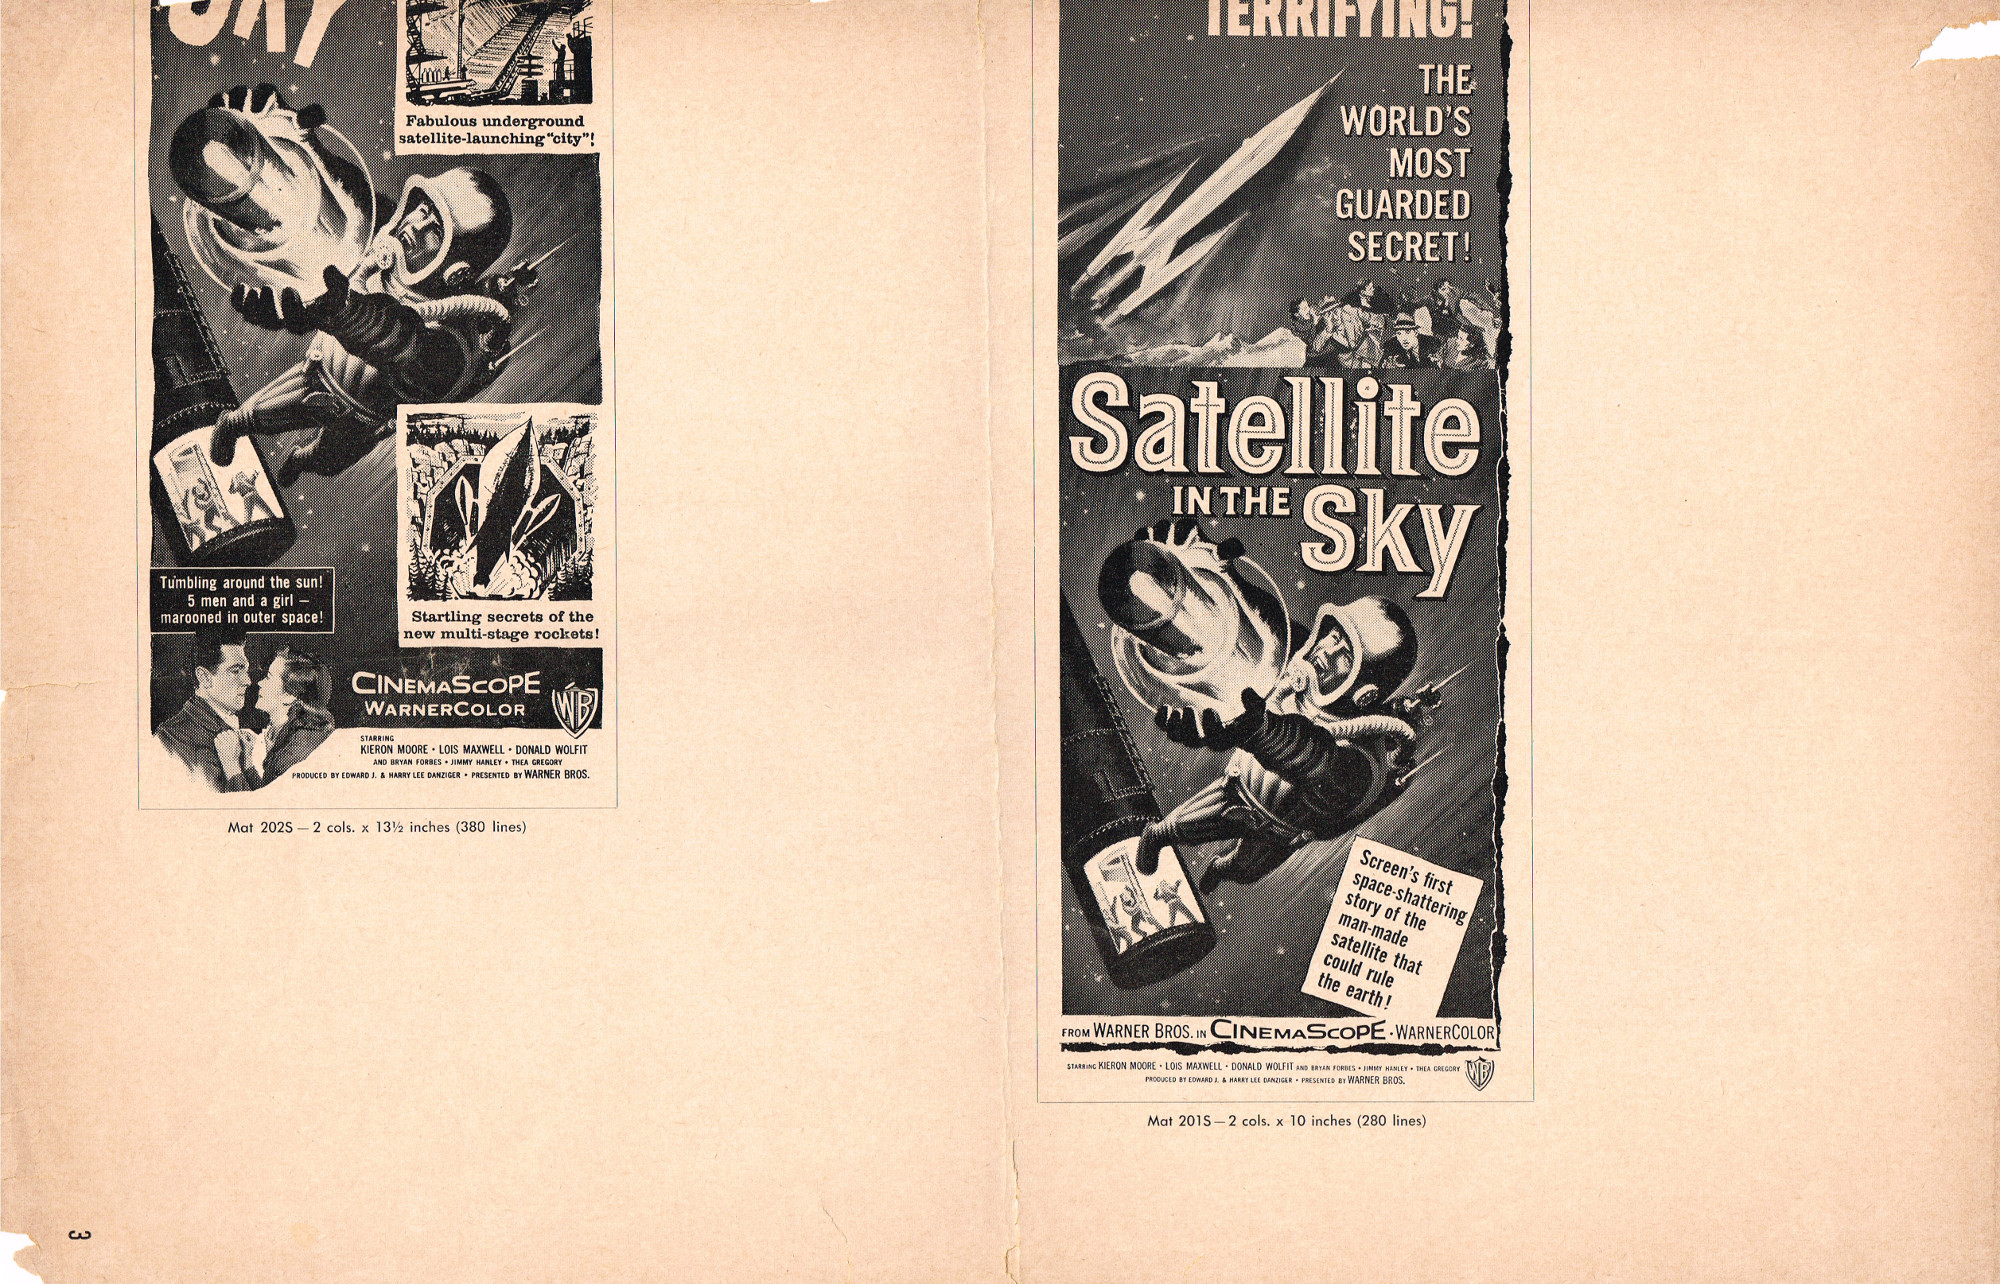 SKY
Fabulous underground
satellite-launching "city"!
Tumbling around the sun!
5 men and a girl —
marooned in outer space!
Startling secrets of the
new multi-stage rockets!
CINEMASCOPE
WARNERCOLOR
WB
STARRING
KIERON MOORE • LOIS MAXWELL • DONALD WOLFIT
AND BRYAN FORBES • JIMMY HANLEY • THEA GREGORY
PRODUCED BY EDWARD J. & HARRY LEE DANZIGER • PRESENTED BY WARNER BROS.
Mat 202S — 2 cols. x 13½ inches (380 lines)
3
TERRIFYING!
THE
WORLD'S
MOST
GUARDED
SECRET!
Satellite
IN THE Sky
Screen's first
space-shattering
story of the
man-made
satellite that
could rule
the earth!
FROM WARNER BROS. IN CINEMASCOPE • WARNERCOLOR
STARRING KIERON MOORE • LOIS MAXWELL • DONALD WOLFIT AND BRYAN FORBES • JIMMY HANLEY • THEA GREGORY
PRODUCED BY EDWARD J. & HARRY LEE DANZIGER • PRESENTED BY WARNER BROS.
WB
Mat 201S — 2 cols. x 10 inches (280 lines)